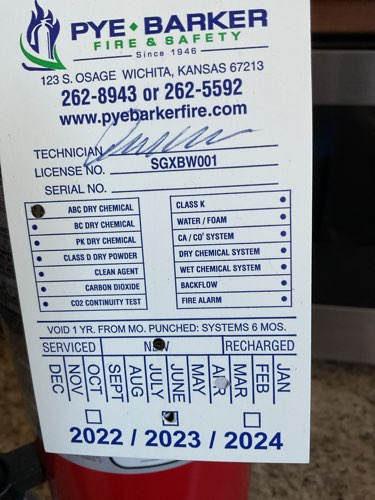 PYE•BARKER
FIRE & SAFETY
Since 1946
123 S. OSAGE WICHITA, KANSAS 67213
262-8943 or 262-5592
www.pyebarkerfire.com
TECHNICIAN
LICENSE NO. SGXBW001
SERIAL NO.
ABC DRY CHEMICAL
BC DRY CHEMICAL
PK DRY CHEMICAL
CLASS D DRY POWDER
CLEAN AGENT
CARBON DIOXIDE
CO2 CONTINUITY TEST
CLASS K
WATER / FOAM
CA / CO' SYSTEM
DRY CHEMICAL SYSTEM
WET CHEMICAL SYSTEM
BACKFLOW
FIRE ALARM
VOID 1 YR. FROM MO. PUNCHED: SYSTEMS 6 MOS.
SERVICED NEW RECHARGED
DEC NOV OCT SEPT AUG JULY JUNE MAY APR MAR FEB JAN
2022 / 2023 / 2024